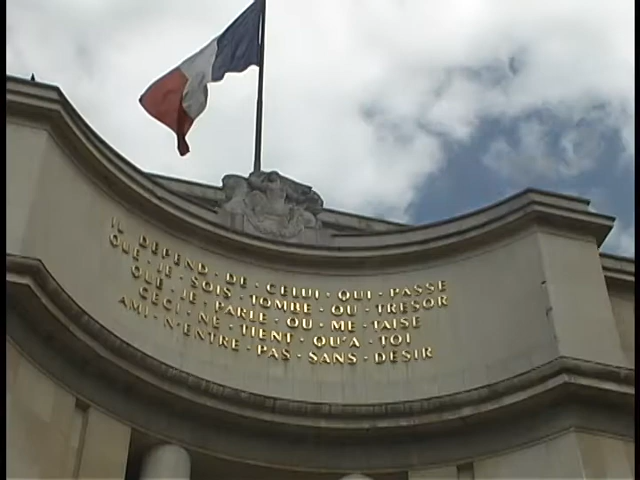 IL·DEPEND·DE·CELUI·QUI·PASSE
QUE·JE·SOIS·TOMBE·OU·TRESOR
QUE·JE·PARLE·OU·ME·TAISE
CECI·NE·TIENT·QU'A·TOI
AMI·N'ENTRE·PAS·SANS·DESIR